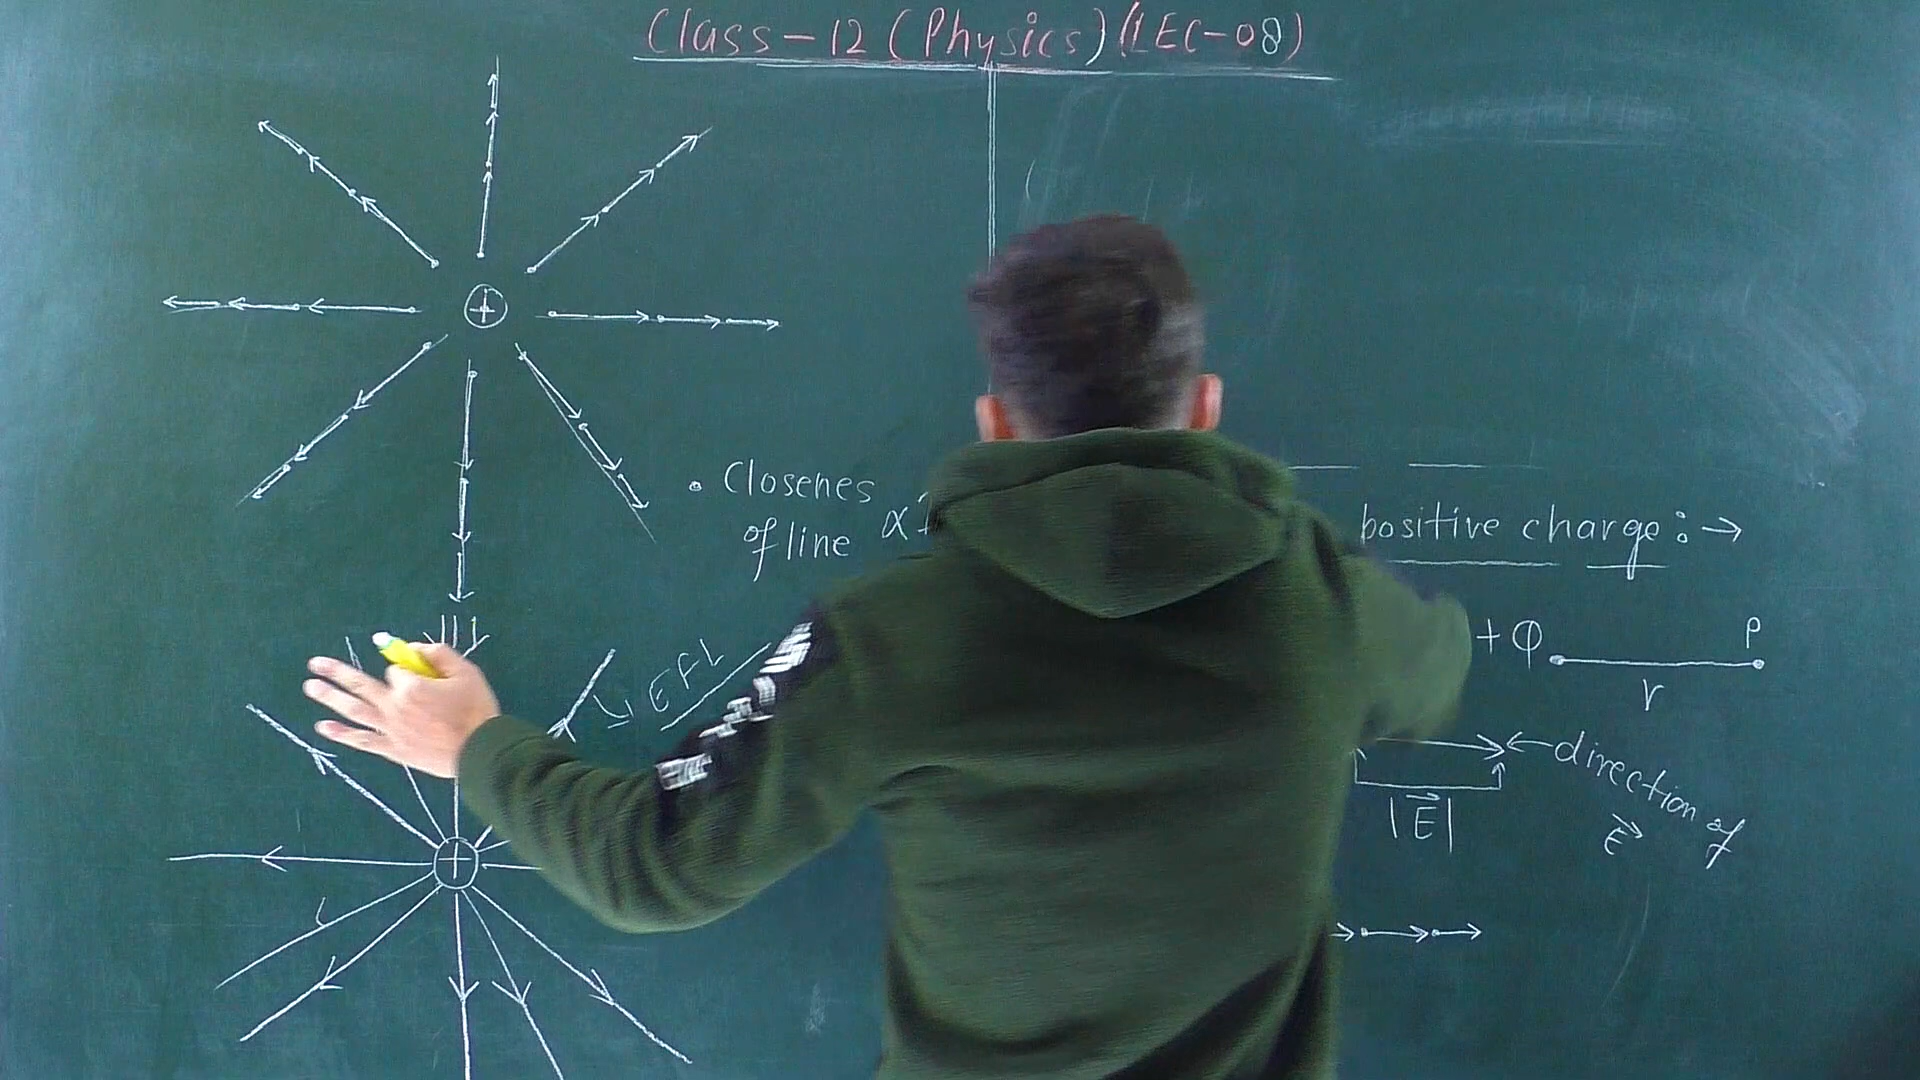 Class-12 (Physics) (LEC-08)
+
• Closenes
of line ∝
positive charge :→
+Q P
r
EFL
← direction of
E⃗
|E⃗|
+